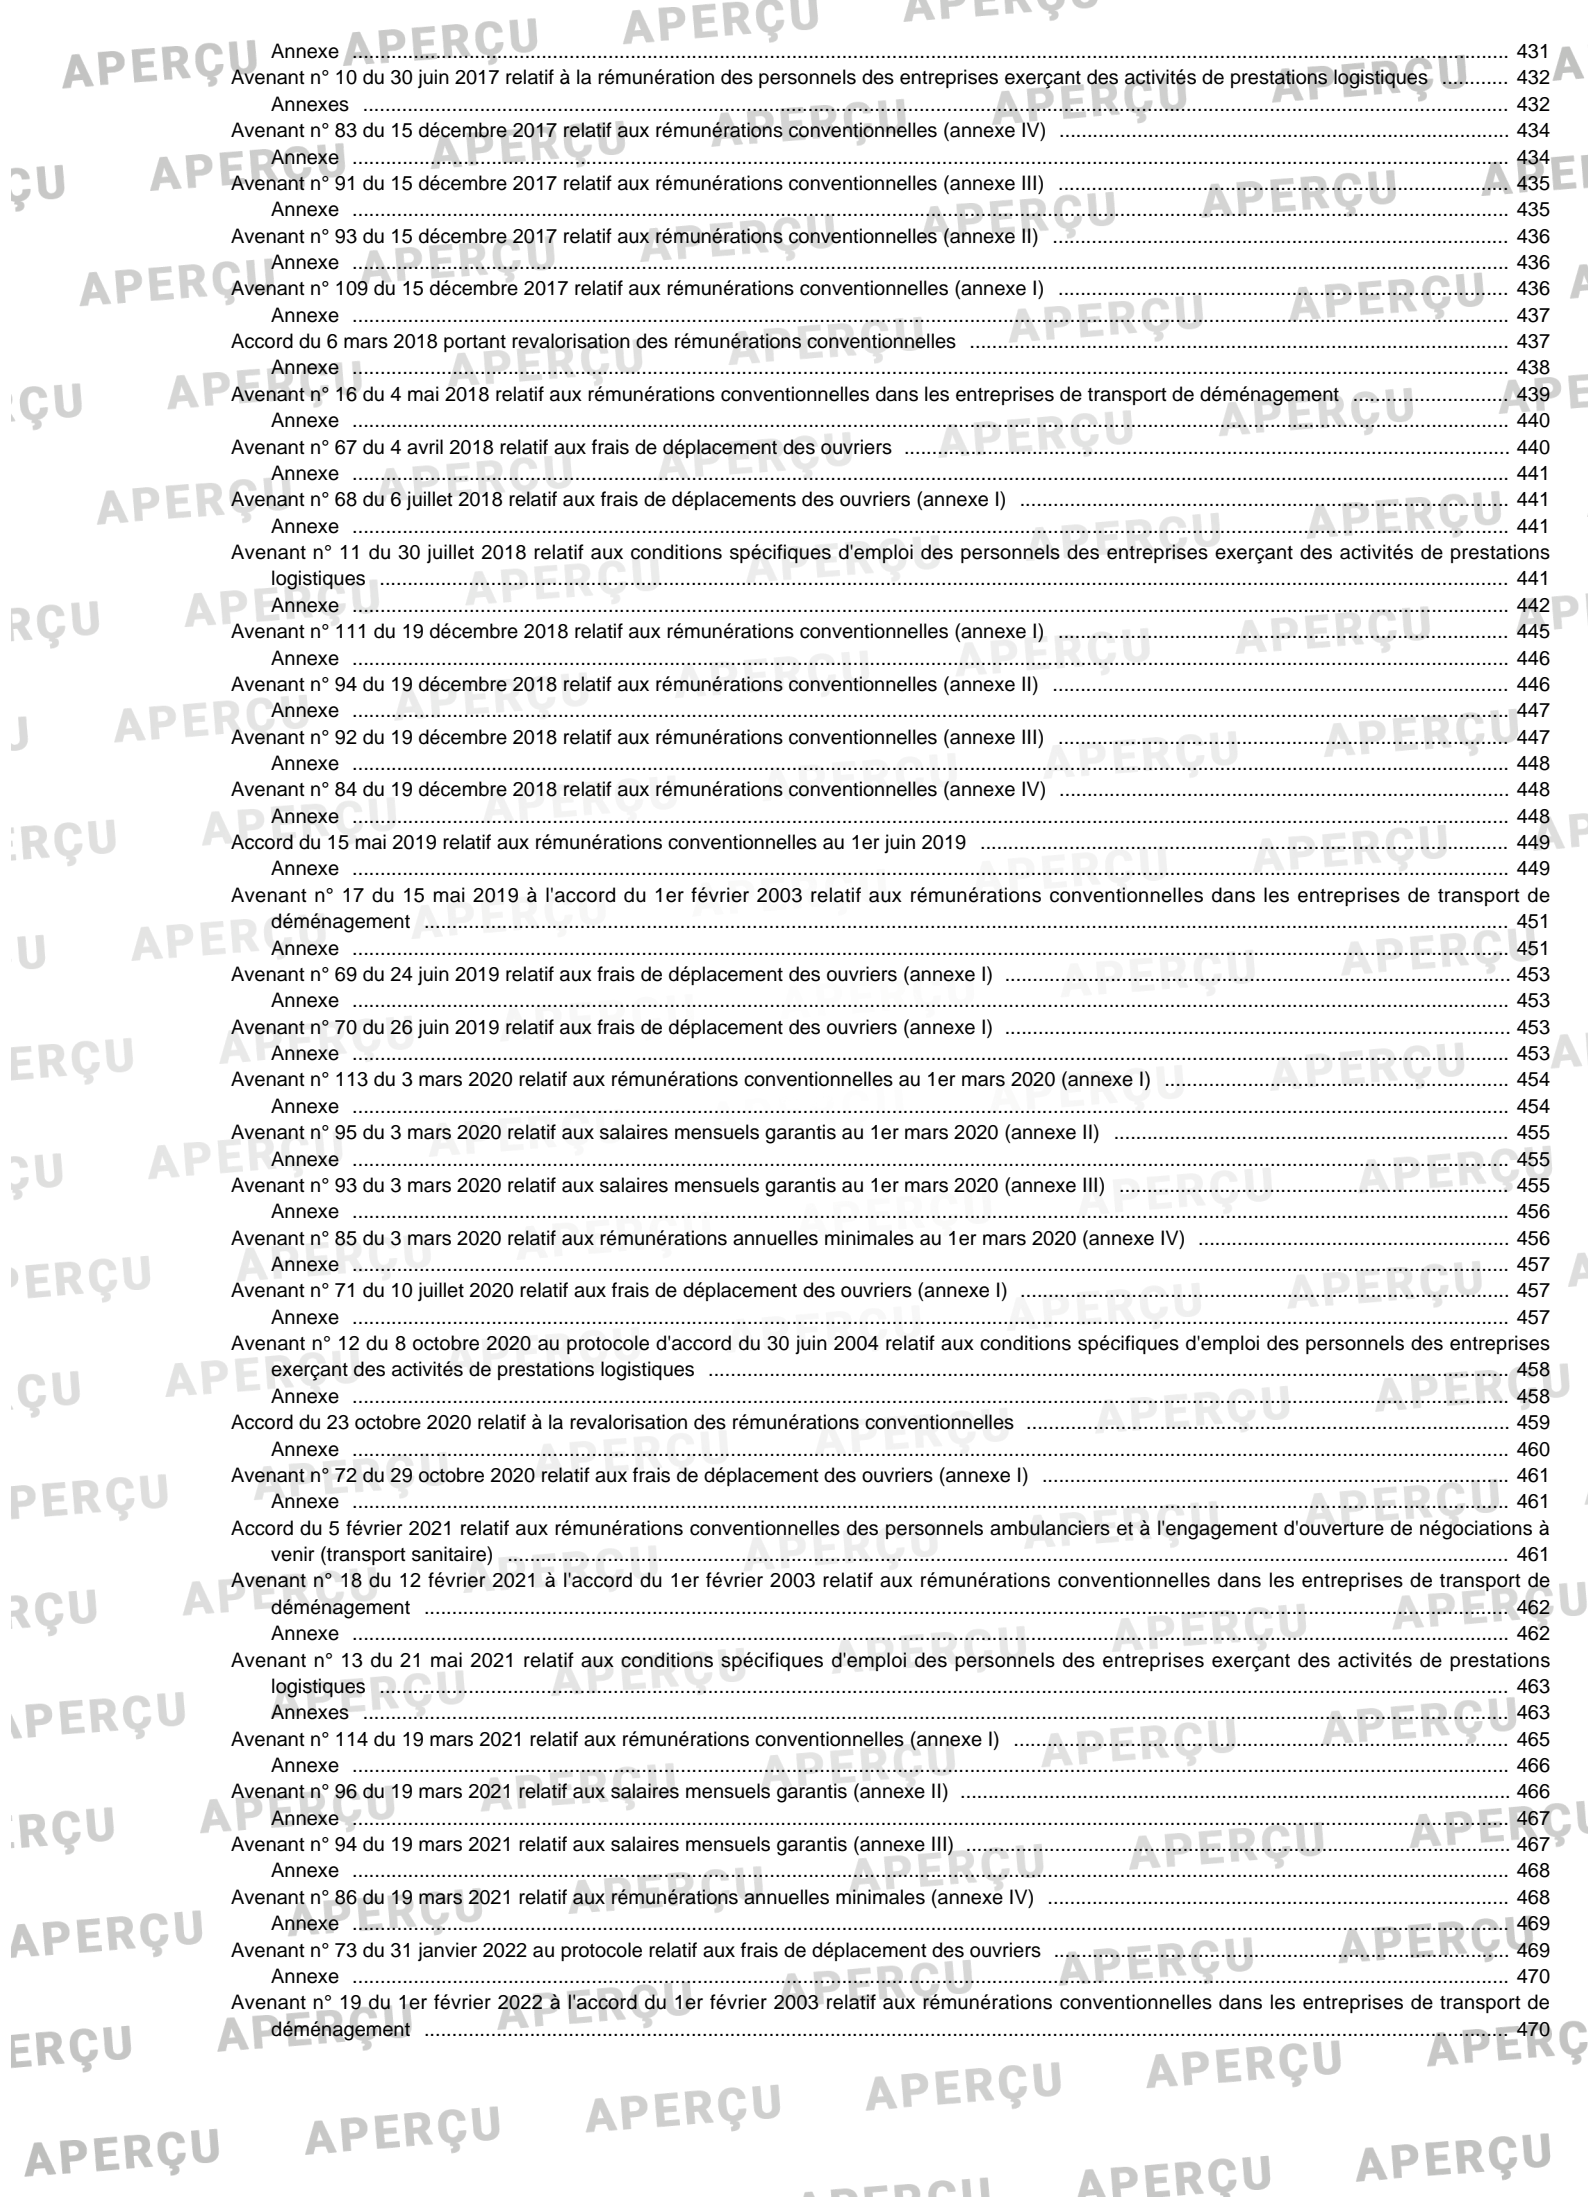 Annexe ........ 431
Avenant n° 10 du 30 juin 2017 relatif à la rémunération des personnels des entreprises exerçant des activités de prestations logistiques ........ 432
Annexes ........ 432
Avenant n° 83 du 15 décembre 2017 relatif aux rémunérations conventionnelles (annexe IV) ........ 434
Annexe ........ 434
Avenant n° 91 du 15 décembre 2017 relatif aux rémunérations conventionnelles (annexe III) ........ 435
Annexe ........ 435
Avenant n° 93 du 15 décembre 2017 relatif aux rémunérations conventionnelles (annexe II) ........ 436
Annexe ........ 436
Avenant n° 109 du 15 décembre 2017 relatif aux rémunérations conventionnelles (annexe I) ........ 436
Annexe ........ 437
Accord du 6 mars 2018 portant revalorisation des rémunérations conventionnelles ........ 437
Annexe ........ 438
Avenant n° 16 du 4 mai 2018 relatif aux rémunérations conventionnelles dans les entreprises de transport de déménagement ........ 439
Annexe ........ 440
Avenant n° 67 du 4 avril 2018 relatif aux frais de déplacement des ouvriers ........ 440
Annexe ........ 441
Avenant n° 68 du 6 juillet 2018 relatif aux frais de déplacements des ouvriers (annexe I) ........ 441
Annexe ........ 441
Avenant n° 11 du 30 juillet 2018 relatif aux conditions spécifiques d'emploi des personnels des entreprises exerçant des activités de prestations
logistiques ........ 441
Annexe ........ 442
Avenant n° 111 du 19 décembre 2018 relatif aux rémunérations conventionnelles (annexe I) ........ 445
Annexe ........ 446
Avenant n° 94 du 19 décembre 2018 relatif aux rémunérations conventionnelles (annexe II) ........ 446
Annexe ........ 447
Avenant n° 92 du 19 décembre 2018 relatif aux rémunérations conventionnelles (annexe III) ........ 447
Annexe ........ 448
Avenant n° 84 du 19 décembre 2018 relatif aux rémunérations conventionnelles (annexe IV) ........ 448
Annexe ........ 448
Accord du 15 mai 2019 relatif aux rémunérations conventionnelles au 1er juin 2019 ........ 449
Annexe ........ 449
Avenant n° 17 du 15 mai 2019 à l'accord du 1er février 2003 relatif aux rémunérations conventionnelles dans les entreprises de transport de
déménagement ........ 451
Annexe ........ 451
Avenant n° 69 du 24 juin 2019 relatif aux frais de déplacement des ouvriers (annexe I) ........ 453
Annexe ........ 453
Avenant n° 70 du 26 juin 2019 relatif aux frais de déplacement des ouvriers (annexe I) ........ 453
Annexe ........ 453
Avenant n° 113 du 3 mars 2020 relatif aux rémunérations conventionnelles au 1er mars 2020 (annexe I) ........ 454
Annexe ........ 454
Avenant n° 95 du 3 mars 2020 relatif aux salaires mensuels garantis au 1er mars 2020 (annexe II) ........ 455
Annexe ........ 455
Avenant n° 93 du 3 mars 2020 relatif aux salaires mensuels garantis au 1er mars 2020 (annexe III) ........ 455
Annexe ........ 456
Avenant n° 85 du 3 mars 2020 relatif aux rémunérations annuelles minimales au 1er mars 2020 (annexe IV) ........ 456
Annexe ........ 457
Avenant n° 71 du 10 juillet 2020 relatif aux frais de déplacement des ouvriers (annexe I) ........ 457
Annexe ........ 457
Avenant n° 12 du 8 octobre 2020 au protocole d'accord du 30 juin 2004 relatif aux conditions spécifiques d'emploi des personnels des entreprises
exerçant des activités de prestations logistiques ........ 458
Annexe ........ 458
Accord du 23 octobre 2020 relatif à la revalorisation des rémunérations conventionnelles ........ 459
Annexe ........ 460
Avenant n° 72 du 29 octobre 2020 relatif aux frais de déplacement des ouvriers (annexe I) ........ 461
Annexe ........ 461
Accord du 5 février 2021 relatif aux rémunérations conventionnelles des personnels ambulanciers et à l'engagement d'ouverture de négociations à
venir (transport sanitaire) ........ 461
Avenant n° 18 du 12 février 2021 à l'accord du 1er février 2003 relatif aux rémunérations conventionnelles dans les entreprises de transport de
déménagement ........ 462
Annexe ........ 462
Avenant n° 13 du 21 mai 2021 relatif aux conditions spécifiques d'emploi des personnels des entreprises exerçant des activités de prestations
logistiques ........ 463
Annexes ........ 463
Avenant n° 114 du 19 mars 2021 relatif aux rémunérations conventionnelles (annexe I) ........ 465
Annexe ........ 466
Avenant n° 96 du 19 mars 2021 relatif aux salaires mensuels garantis (annexe II) ........ 466
Annexe ........ 467
Avenant n° 94 du 19 mars 2021 relatif aux salaires mensuels garantis (annexe III) ........ 467
Annexe ........ 468
Avenant n° 86 du 19 mars 2021 relatif aux rémunérations annuelles minimales (annexe IV) ........ 468
Annexe ........ 469
Avenant n° 73 du 31 janvier 2022 au protocole relatif aux frais de déplacement des ouvriers ........ 469
Annexe ........ 470
Avenant n° 19 du 1er février 2022 à l'accord du 1er février 2003 relatif aux rémunérations conventionnelles dans les entreprises de transport de
déménagement ........ 470
APERÇU